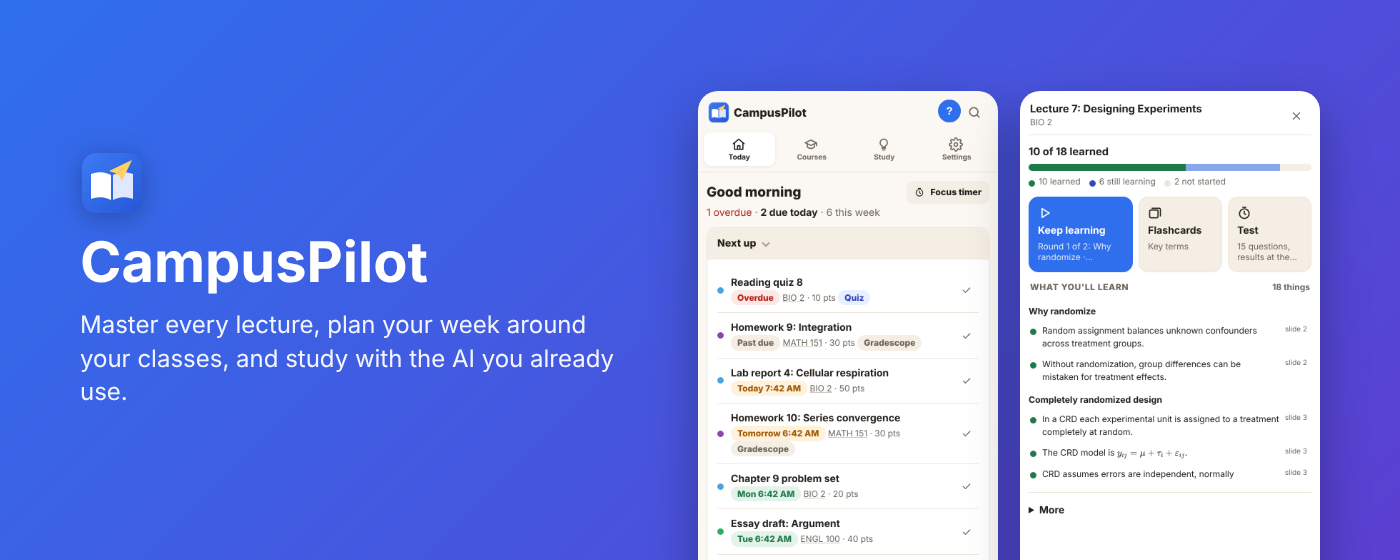 CampusPilot
Master every lecture, plan your week around
your classes, and study with the AI you already
use.
CampusPilot
?
Today
Courses
Study
Settings
Good morning
Focus timer
1 overdue · 2 due today · 6 this week
Next up
Reading quiz 8
Overdue BIO 2 · 10 pts Quiz
Homework 9: Integration
Past due MATH 151 · 30 pts Gradescope
Lab report 4: Cellular respiration
Today 7:42 AM BIO 2 · 50 pts
Homework 10: Series convergence
Tomorrow 6:42 AM MATH 151 · 30 pts
Gradescope
Chapter 9 problem set
Mon 6:42 AM BIO 2 · 20 pts
Essay draft: Argument
Tue 6:42 AM ENGL 100 · 40 pts
Lecture 7: Designing Experiments
BIO 2
10 of 18 learned
10 learned 6 still learning 2 not started
Keep learning
Round 1 of 2: Why
randomize ·...
Flashcards
Key terms
Test
15 questions,
results at the...
WHAT YOU'LL LEARN 18 things
Why randomize
Random assignment balances unknown confounders slide 2
across treatment groups.
Without randomization, group differences can be slide 2
mistaken for treatment effects.
Completely randomized design
In a CRD each experimental unit is assigned to a treatment slide 3
completely at random.
The CRD model is y_{ij} = μ + τ_i + ε_{ij}. slide 3
CRD assumes errors are independent, normally slide 3
More